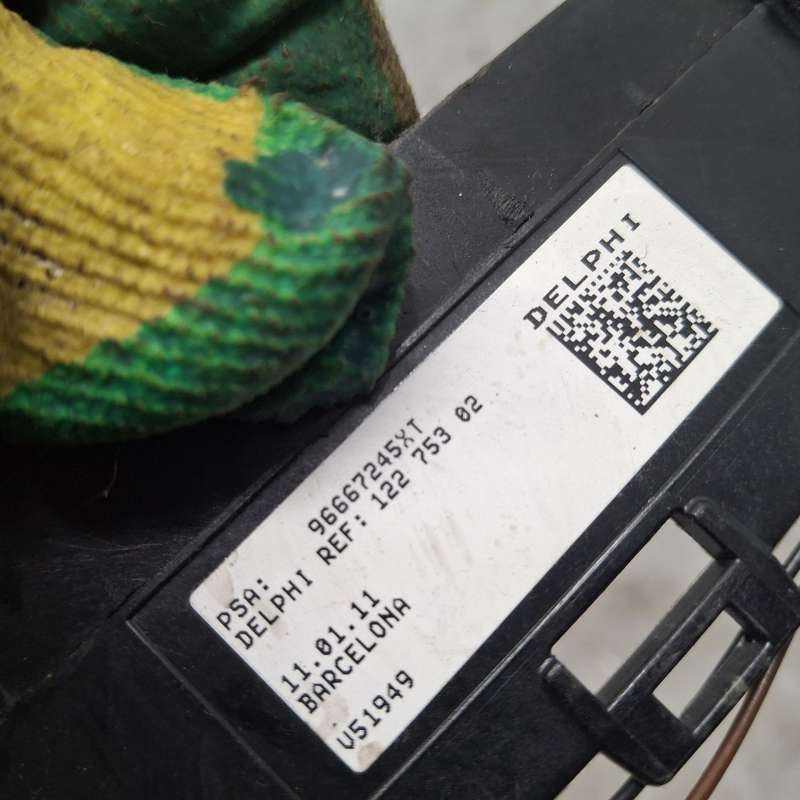 DELPHI
PSA: 96667245XT
DELPHI REF: 122 753 02
11.01.11
BARCELONA
V51949